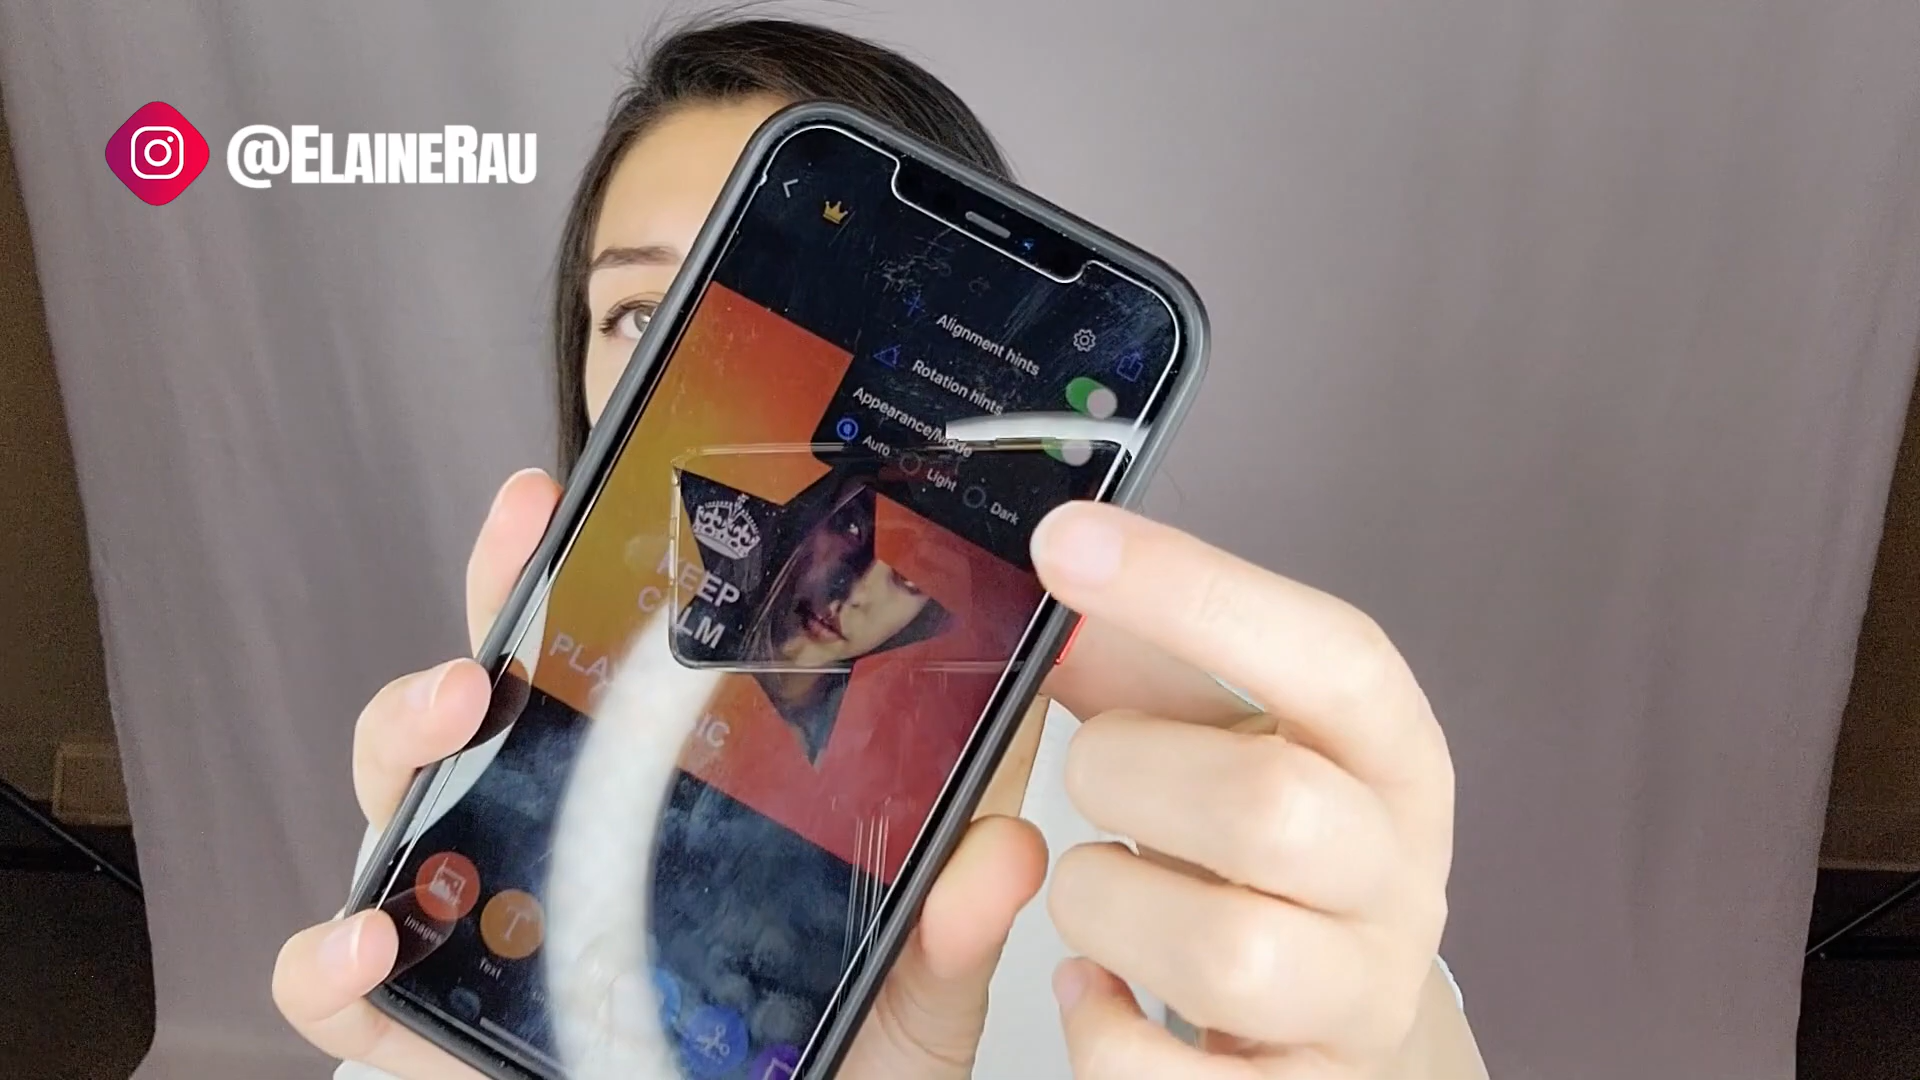 @ElaineRau
Alignment hints
Rotation hints
Appearance/Mode
Auto
Light
Dark
KEEP
CALM
Images
Text